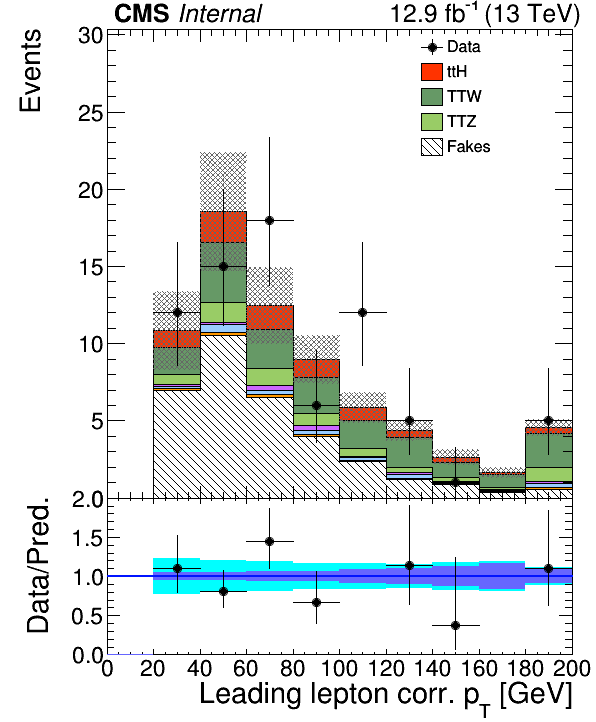 CMS Internal 12.9 fb⁻¹ (13 TeV)
Events
30
25
20
15
10
5
Data
ttH
TTW
TTZ
Fakes
Data/Pred.
2.0
1.5
1.0
0.5
0.0
0 20 40 60 80 100 120 140 160 180 200
Leading lepton corr. p_T [GeV]